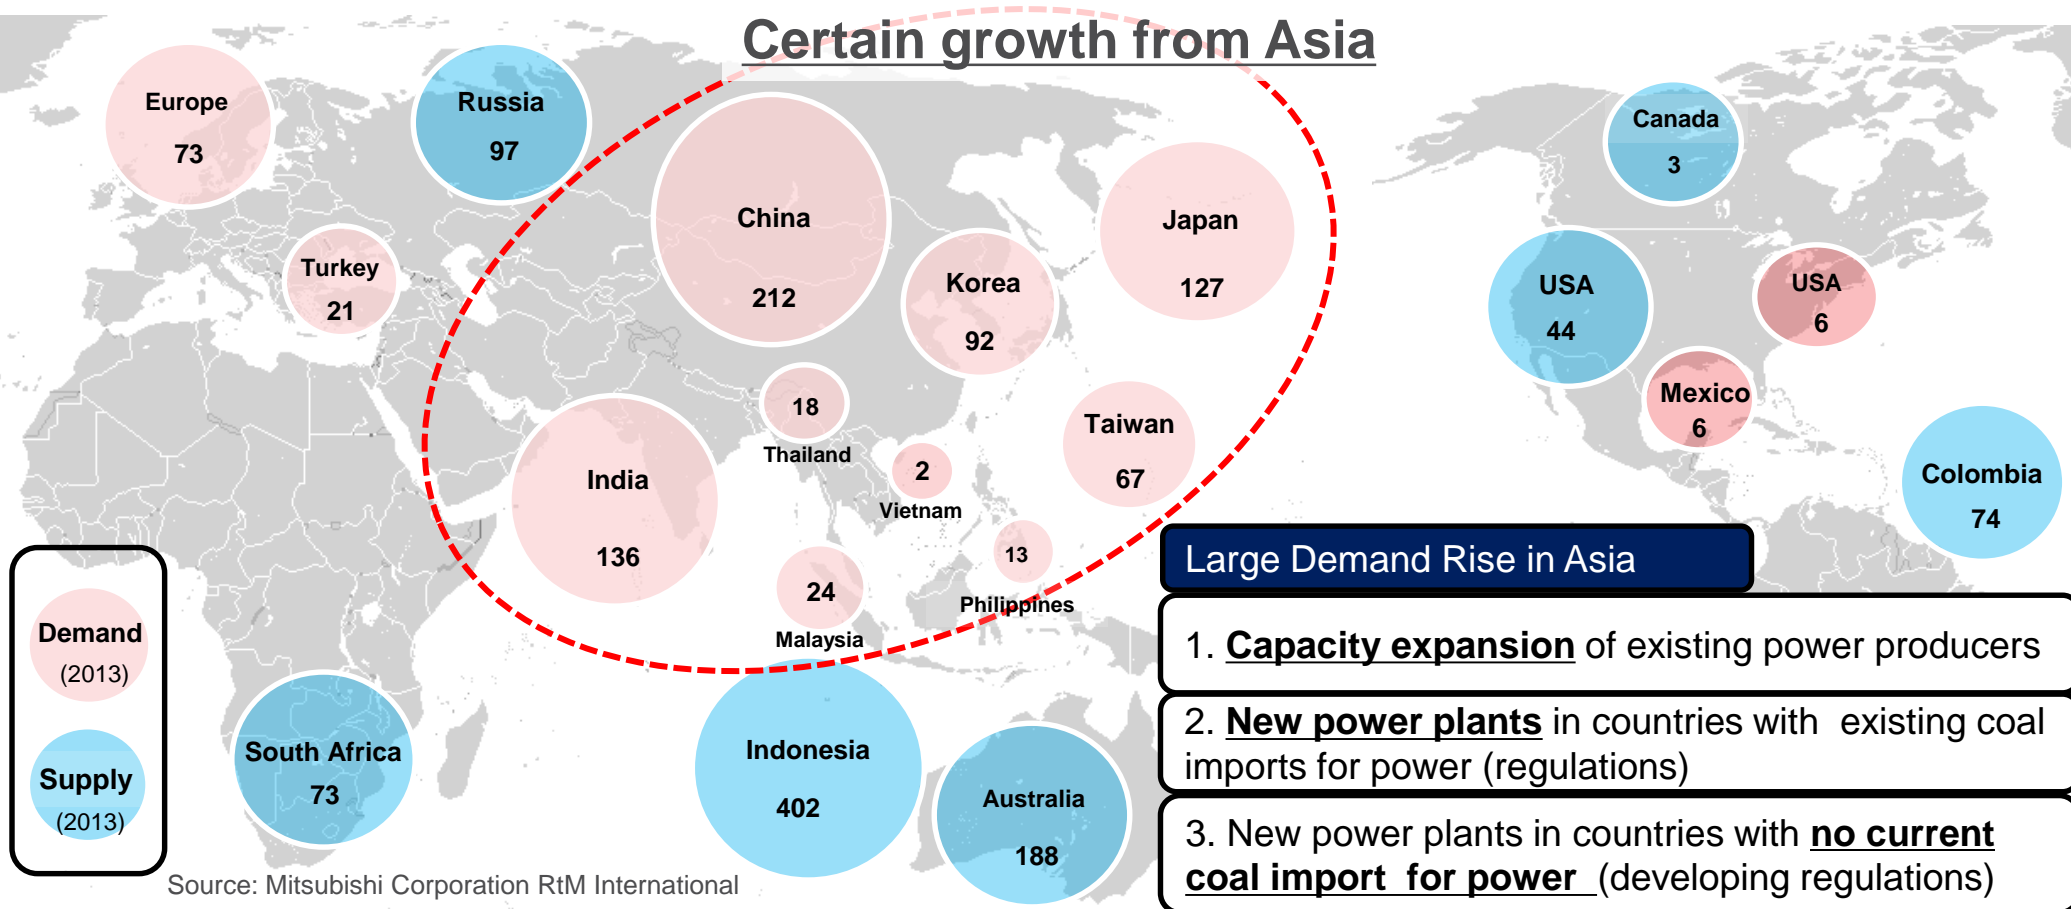 Certain growth from Asia
Europe
73
Russia
97
China
212
Japan
127
Canada
3
Turkey
21
Korea
92
USA
44
USA
6
Mexico
6
18
Thailand
Taiwan
67
2
Vietnam
India
136
Colombia
74
13
Philippines
24
Malaysia
Demand
(2013)
Supply
(2013)
South Africa
73
Indonesia
402
Australia
188
Large Demand Rise in Asia
1. Capacity expansion of existing power producers
2. New power plants in countries with  existing coal
imports for power (regulations)
3. New power plants in countries with no current
coal import  for power  (developing regulations)
Source: Mitsubishi Corporation RtM International